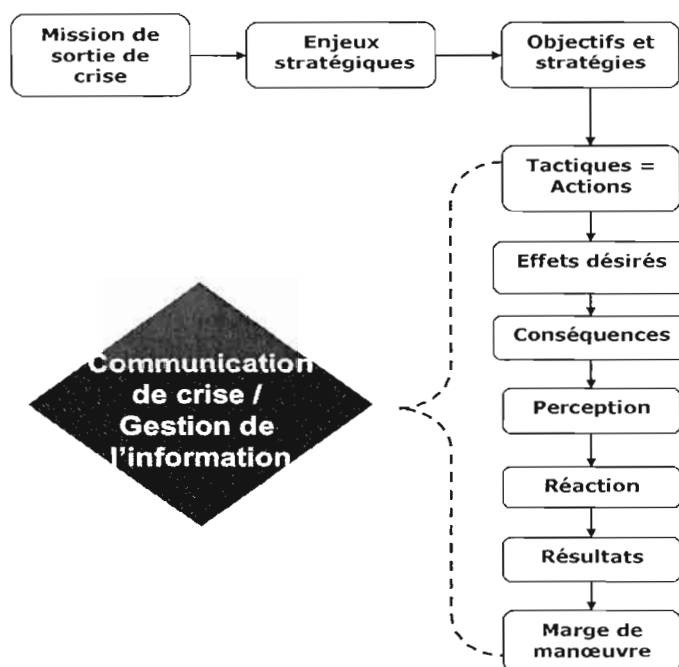 Mission de
sortie de
crise
Enjeux
stratégiques
Objectifs et
stratégies
Tactiques =
Actions
Effets désirés
Conséquences
Perception
Réaction
Résultats
Marge de
manœuvre
Communication
de crise /
Gestion de
l'information